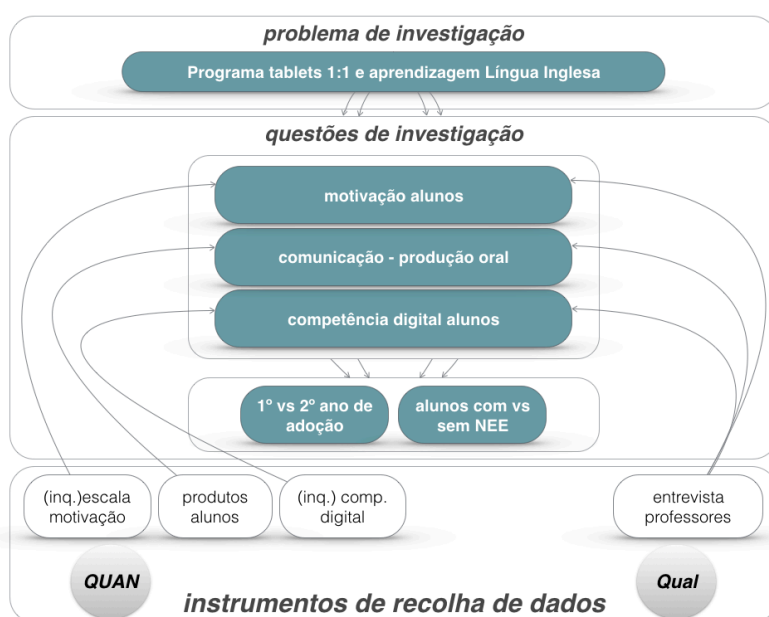 problema de investigação
Programa tablets 1:1 e aprendizagem Língua Inglesa
questões de investigação
motivação alunos
comunicação - produção oral
competência digital alunos
1º vs 2º ano de
adoção
alunos com vs
sem NEE
(inq.)escala
motivação
produtos
alunos
(inq.) comp.
digital
entrevista
professores
QUAN
Qual
instrumentos de recolha de dados